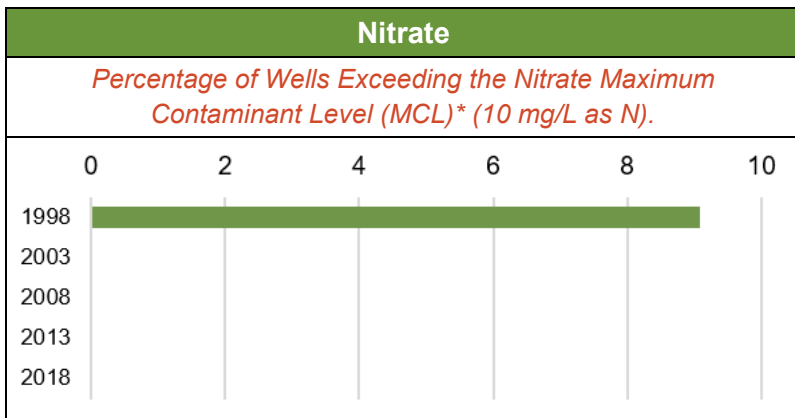 Nitrate
Percentage of Wells Exceeding the Nitrate Maximum
Contaminant Level (MCL)* (10 mg/L as N).
0 2 4 6 8 10
1998
2003
2008
2013
2018